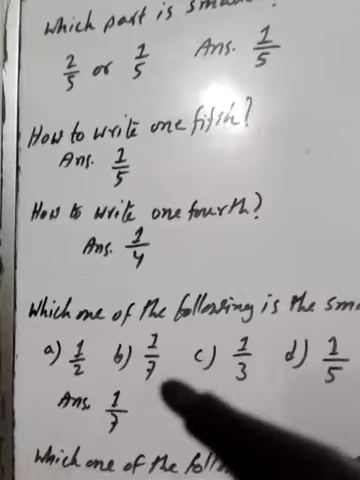 Which part is
2/5 or 1/5 Ans. 1/5
How to write one fifth?
Ans. 1/5
How to write one fourth?
Ans. 1/4
Which one of the following is the
a) 1/2 b) 1/7 c) 1/3 d) 1/5
Ans. 1/7
Which one of the